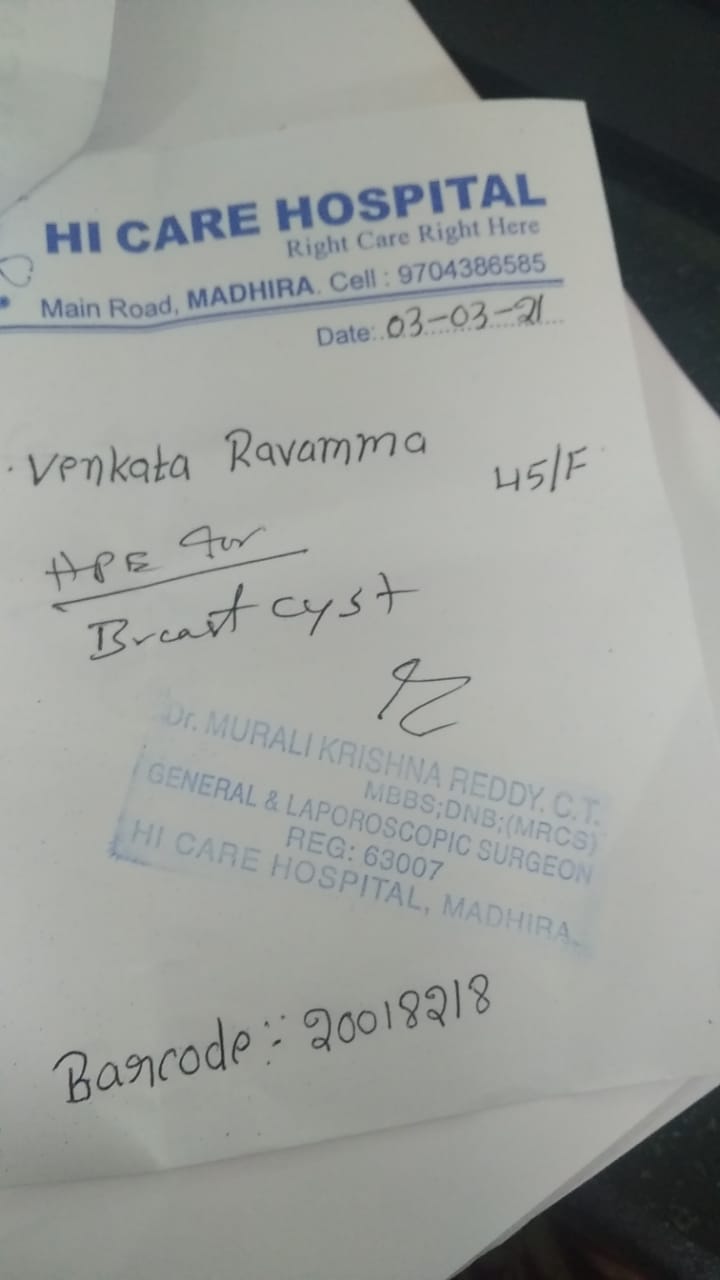 HI CARE HOSPITAL
Right Care Right Here
Main Road, MADHIRA. Cell : 9704386585
Date:..03-03-21....
Venkata Ravamma
45/F
HPE for
Breast cyst
Dr. MURALI KRISHNA REDDY. C.T.
MBBS;DNB;(MRCS)
GENERAL & LAPOROSCOPIC SURGEON
REG: 63007
HI CARE HOSPITAL, MADHIRA.
Barcode :- 20018218